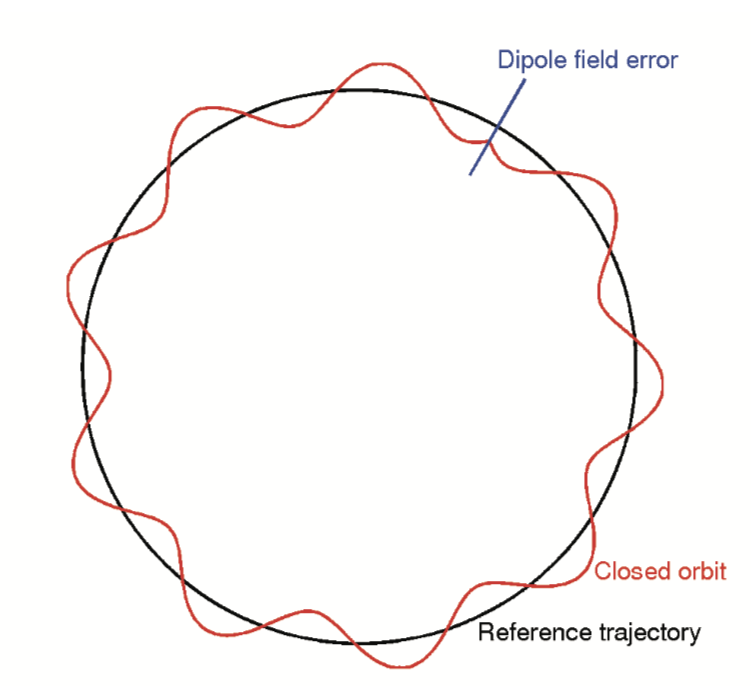 Dipole field error
Closed orbit
Reference trajectory